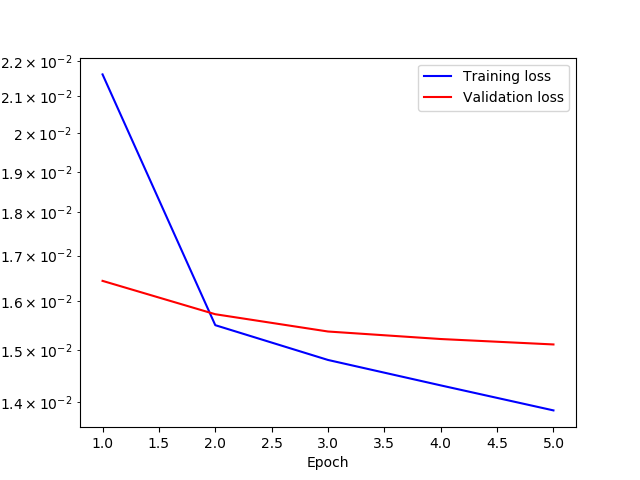 2.2 × 10⁻²
2.1 × 10⁻²
2 × 10⁻²
1.9 × 10⁻²
1.8 × 10⁻²
1.7 × 10⁻²
1.6 × 10⁻²
1.5 × 10⁻²
1.4 × 10⁻²
Training loss
Validation loss
1.0 1.5 2.0 2.5 3.0 3.5 4.0 4.5 5.0
Epoch